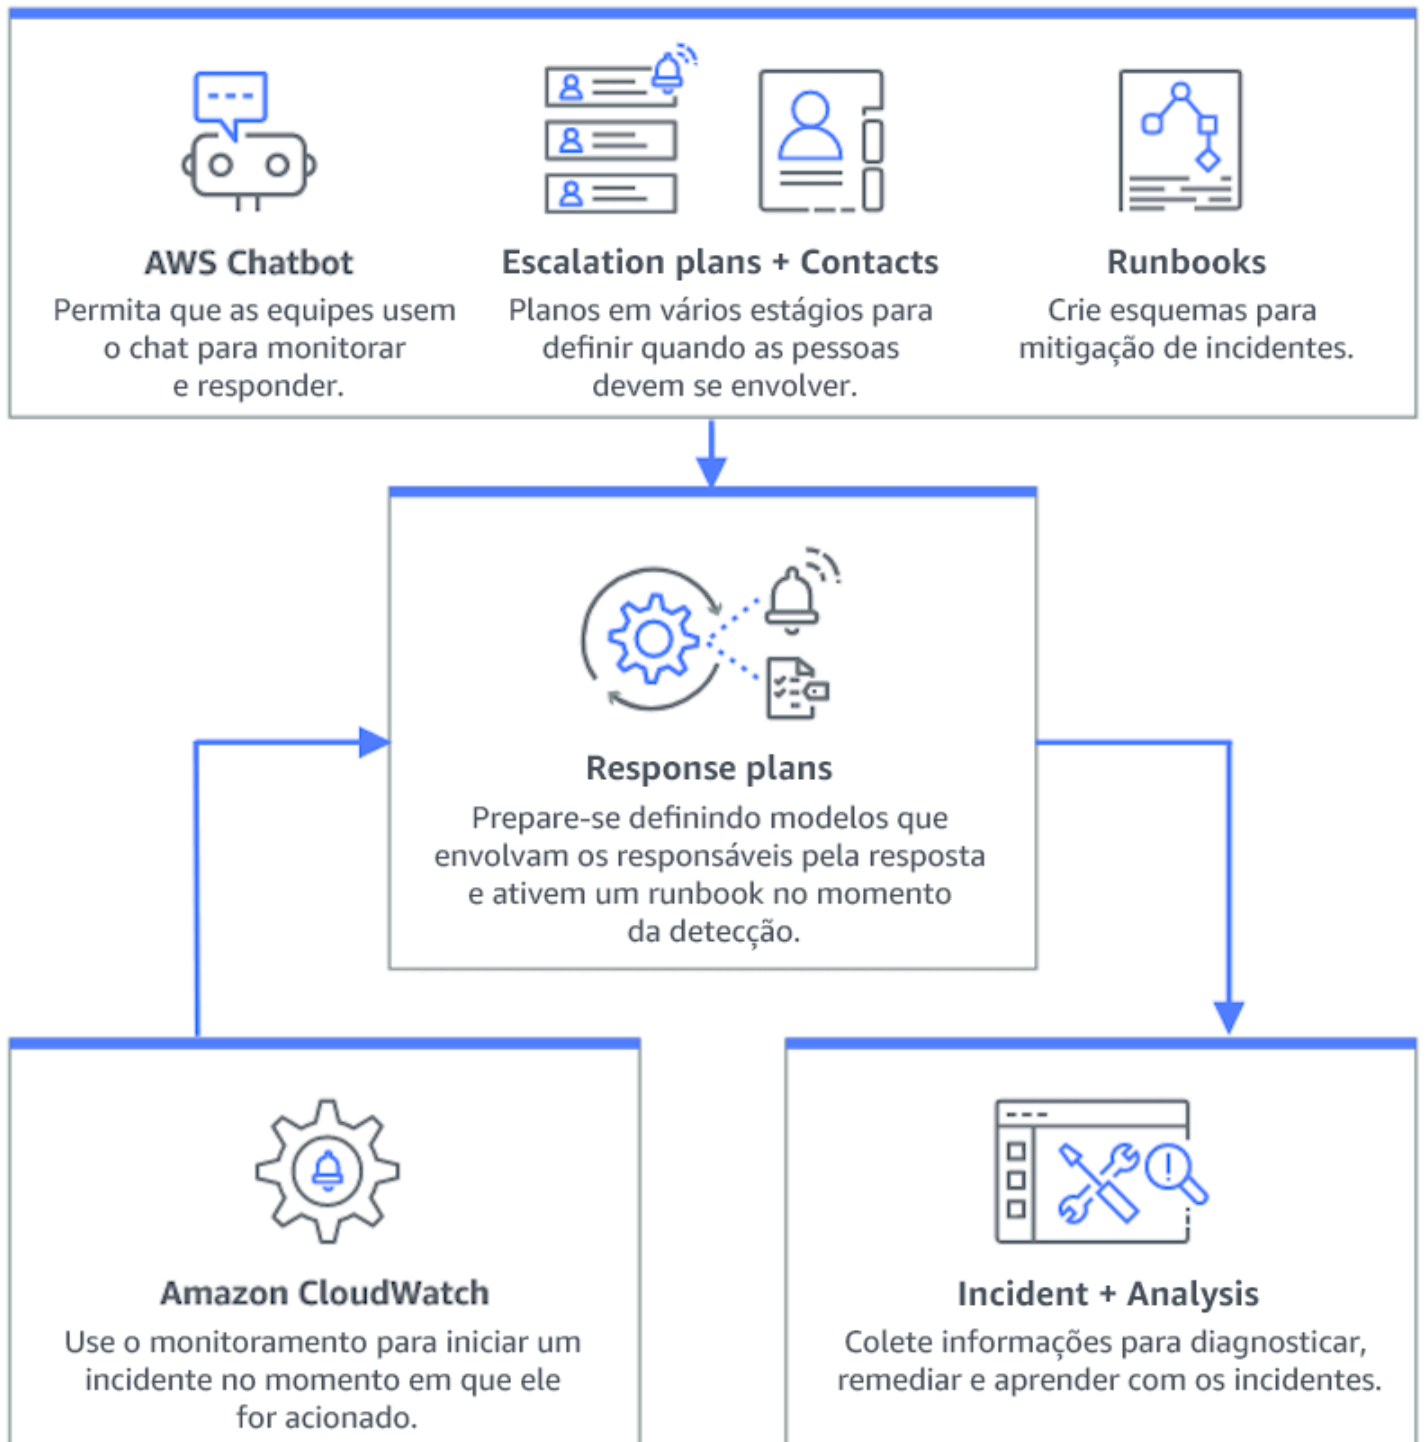 AWS Chatbot
Permita que as equipes usem
o chat para monitorar
e responder.
Escalation plans + Contacts
Planos em vários estágios para
definir quando as pessoas
devem se envolver.
Runbooks
Crie esquemas para
mitigação de incidentes.
Response plans
Prepare-se definindo modelos que
envolvam os responsáveis pela resposta
e ativem um runbook no momento
da detecção.
Amazon CloudWatch
Use o monitoramento para iniciar um
incidente no momento em que ele
for acionado.
Incident + Analysis
Colete informações para diagnosticar,
remediar e aprender com os incidentes.